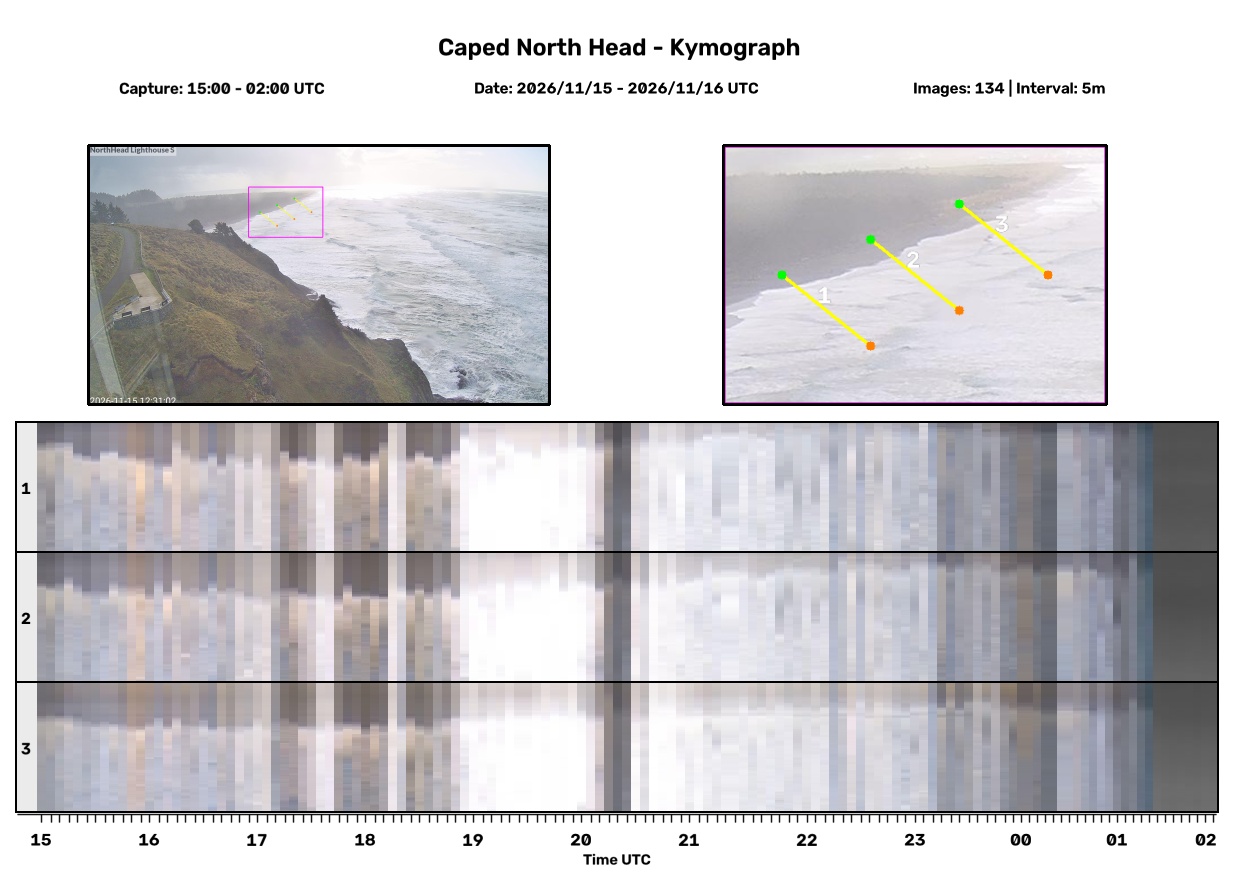 Caped North Head - Kymograph
Capture: 15:00 - 02:00 UTC
Date: 2026/11/15 - 2026/11/16 UTC
Images: 134 | Interval: 5m
NorthHead Lighthouse S
2026-11-15 12:31:02
1
2
3
1
2
3
15 16 17 18 19 20 21 22 23 00 01 02
Time UTC